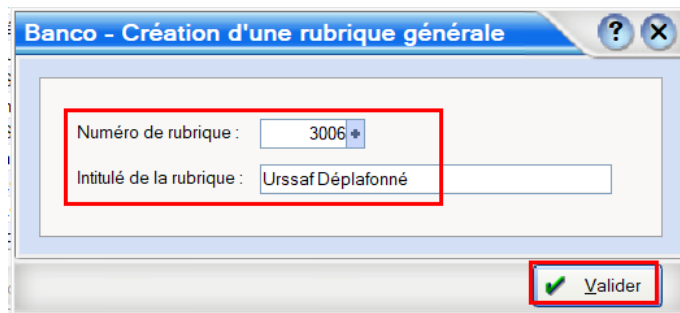 Banco - Création d'une rubrique générale
Numéro de rubrique : 3006
Intitulé de la rubrique : Urssaf Déplafonné
Valider